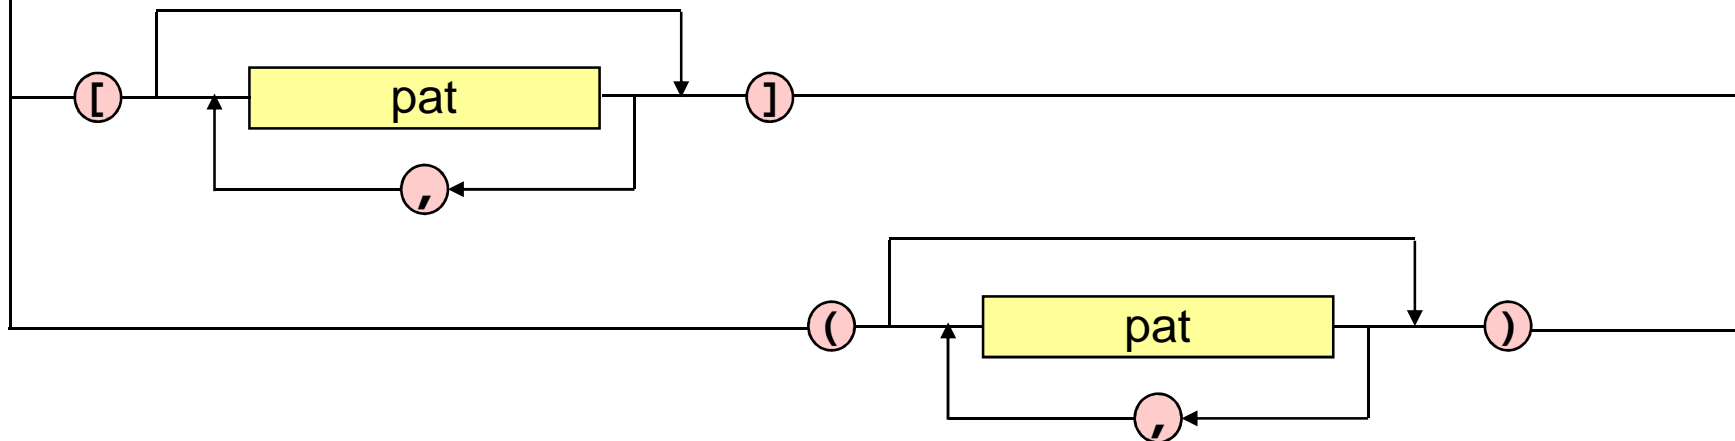 [ pat ]
,
( pat )
,